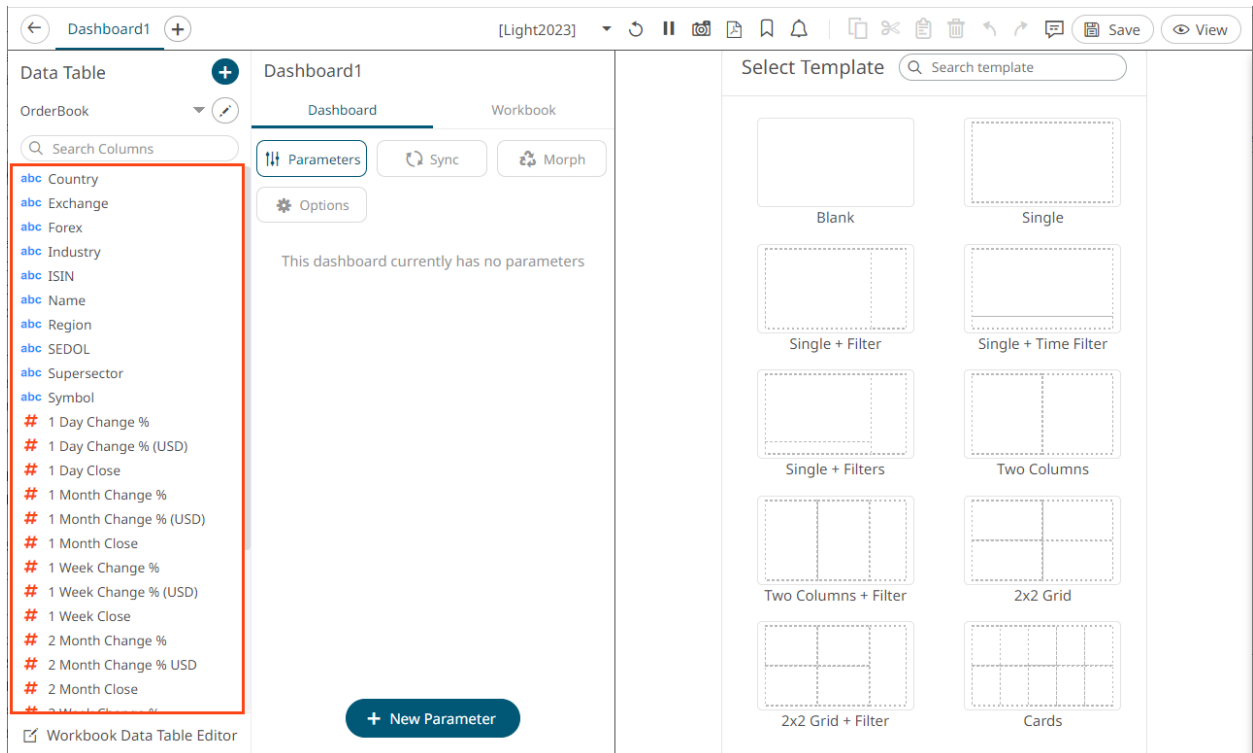 Dashboard1
[Light2023]
Save
View
Data Table
OrderBook
Search Columns
abc Country
abc Exchange
abc Forex
abc Industry
abc ISIN
abc Name
abc Region
abc SEDOL
abc Supersector
abc Symbol
# 1 Day Change %
# 1 Day Change % (USD)
# 1 Day Close
# 1 Month Change %
# 1 Month Change % (USD)
# 1 Month Close
# 1 Week Change %
# 1 Week Change % (USD)
# 1 Week Close
# 2 Month Change %
# 2 Month Change % USD
# 2 Month Close
# 2 Week Change %
Workbook Data Table Editor
Dashboard1
Dashboard
Workbook
Parameters
Sync
Morph
Options
This dashboard currently has no parameters
+ New Parameter
Select Template
Search template
Blank
Single
Single + Filter
Single + Time Filter
Single + Filters
Two Columns
Two Columns + Filter
2x2 Grid
2x2 Grid + Filter
Cards